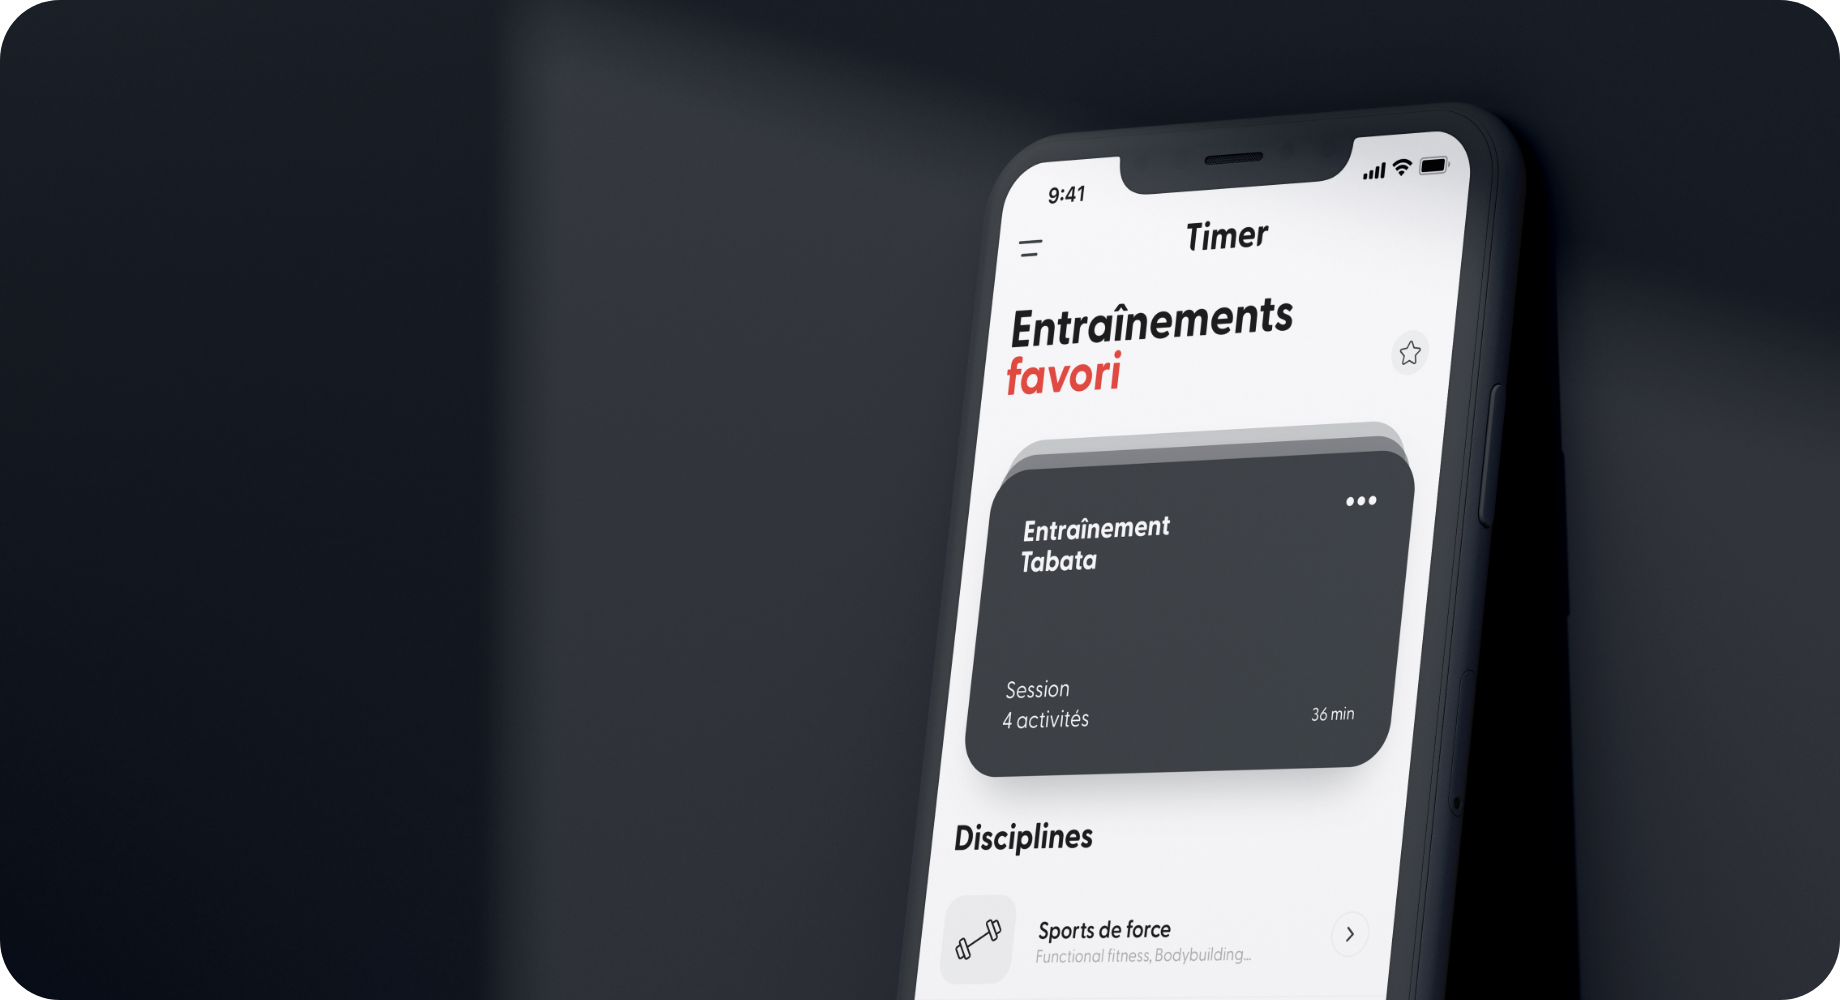 9:41
Timer
Entraînements
favori
Entraînement
Tabata
Session
4 activités
36 min
Disciplines
Sports de force
Functional fitness, Bodybuilding...